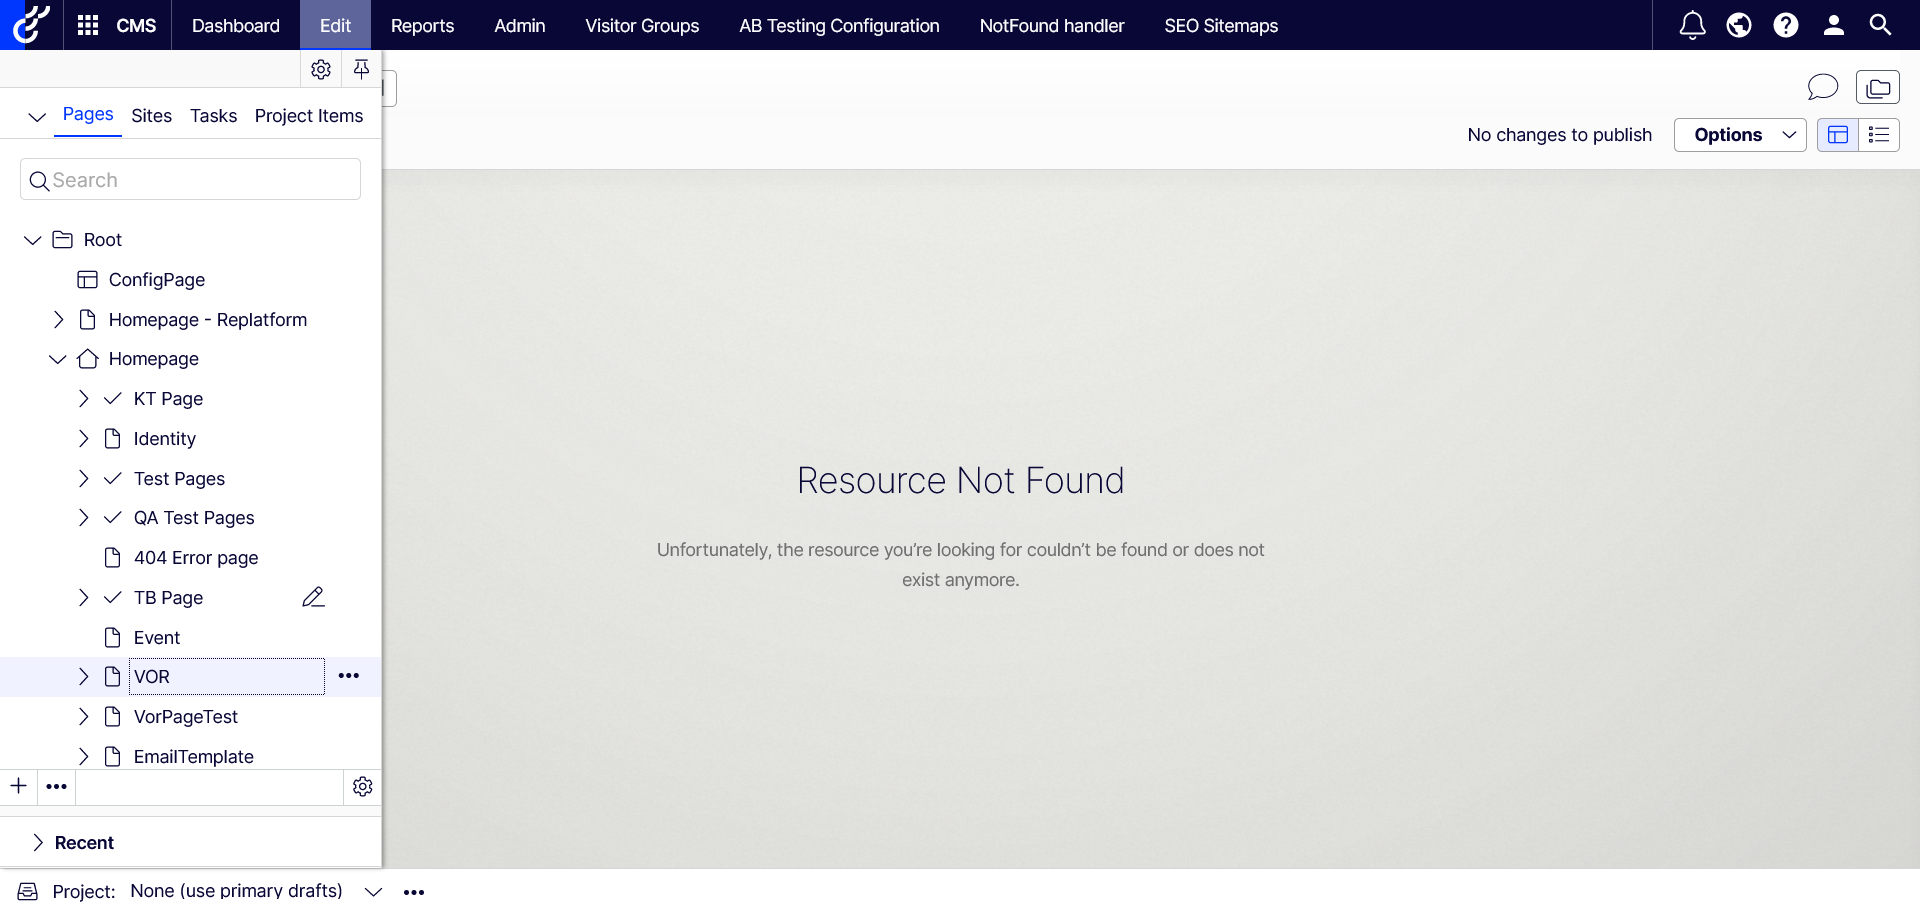 CMS Dashboard Edit Reports Admin Visitor Groups AB Testing Configuration NotFound handler SEO Sitemaps
Pages Sites Tasks Project Items
No changes to publish Options
Search
Root
ConfigPage
Homepage - Replatform
Homepage
KT Page
Identity
Test Pages
QA Test Pages
404 Error page
TB Page
Event
VOR
VorPageTest
EmailTemplate
Recent
Resource Not Found
Unfortunately, the resource you’re looking for couldn’t be found or does not
exist anymore.
Project: None (use primary drafts)